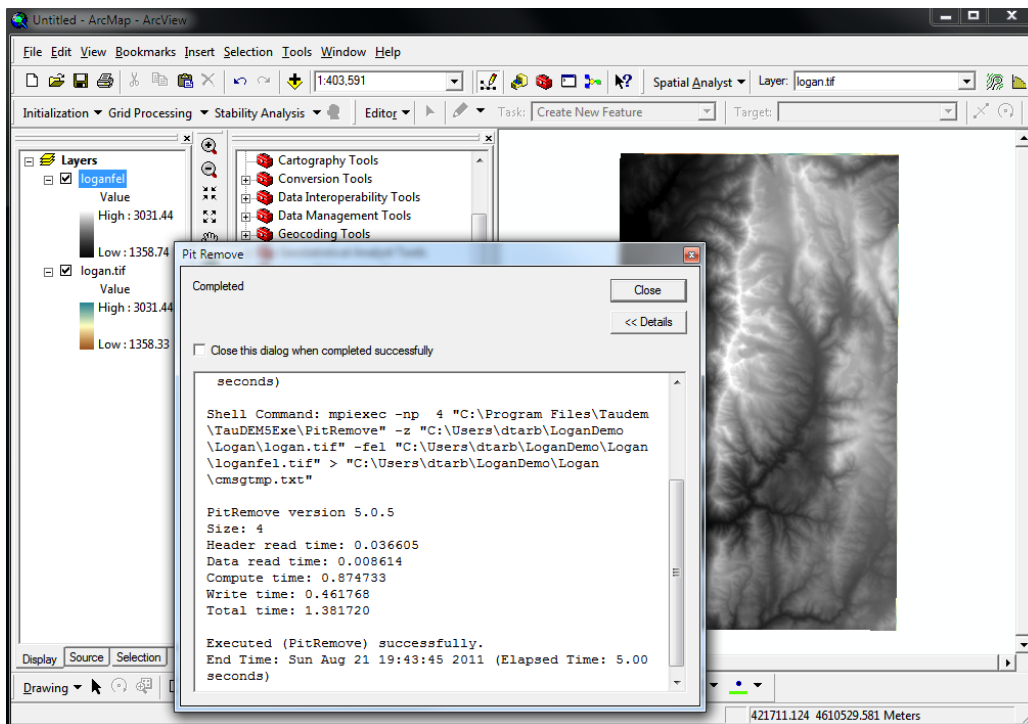 Untitled - ArcMap - ArcView
File Edit View Bookmarks Insert Selection Tools Window Help
1:403,591 Spatial Analyst Layer: logan.tif
Initialization Grid Processing Stability Analysis Editor Task: Create New Feature Target:
Layers
loganfel
Value
High : 3031.44
Low : 1358.74
logan.tif
Value
High : 3031.44
Low : 1358.33
Cartography Tools
Conversion Tools
Data Interoperability Tools
Data Management Tools
Geocoding Tools
Pit Remove
Completed
Close
<< Details
Close this dialog when completed successfully
seconds)
Shell Command: mpiexec -np 4 "C:\Program Files\Taudem
\TauDEM5Exe\PitRemove" -z "C:\Users\dtarb\LoganDemo
\Logan\logan.tif" -fel "C:\Users\dtarb\LoganDemo\Logan
\loganfel.tif" > "C:\Users\dtarb\LoganDemo\Logan
\cmsgtmp.txt"
PitRemove version 5.0.5
Size: 4
Header read time: 0.036605
Data read time: 0.008614
Compute time: 0.874733
Write time: 0.461768
Total time: 1.381720
Executed (PitRemove) successfully.
End Time: Sun Aug 21 19:43:45 2011 (Elapsed Time: 5.00
seconds)
Display Source Selection
Drawing
421711.124 4610529.581 Meters